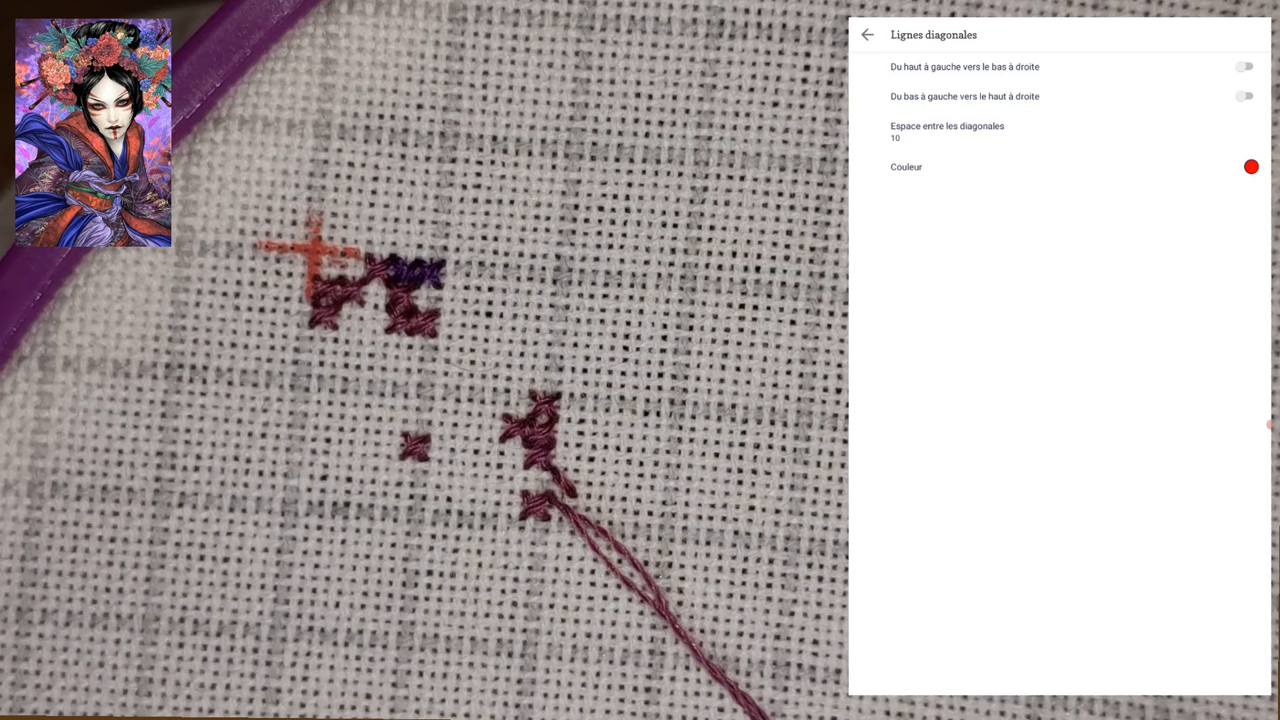 Lignes diagonales
Du haut à gauche vers le bas à droite
Du bas à gauche vers le haut à droite
Espace entre les diagonales
10
Couleur